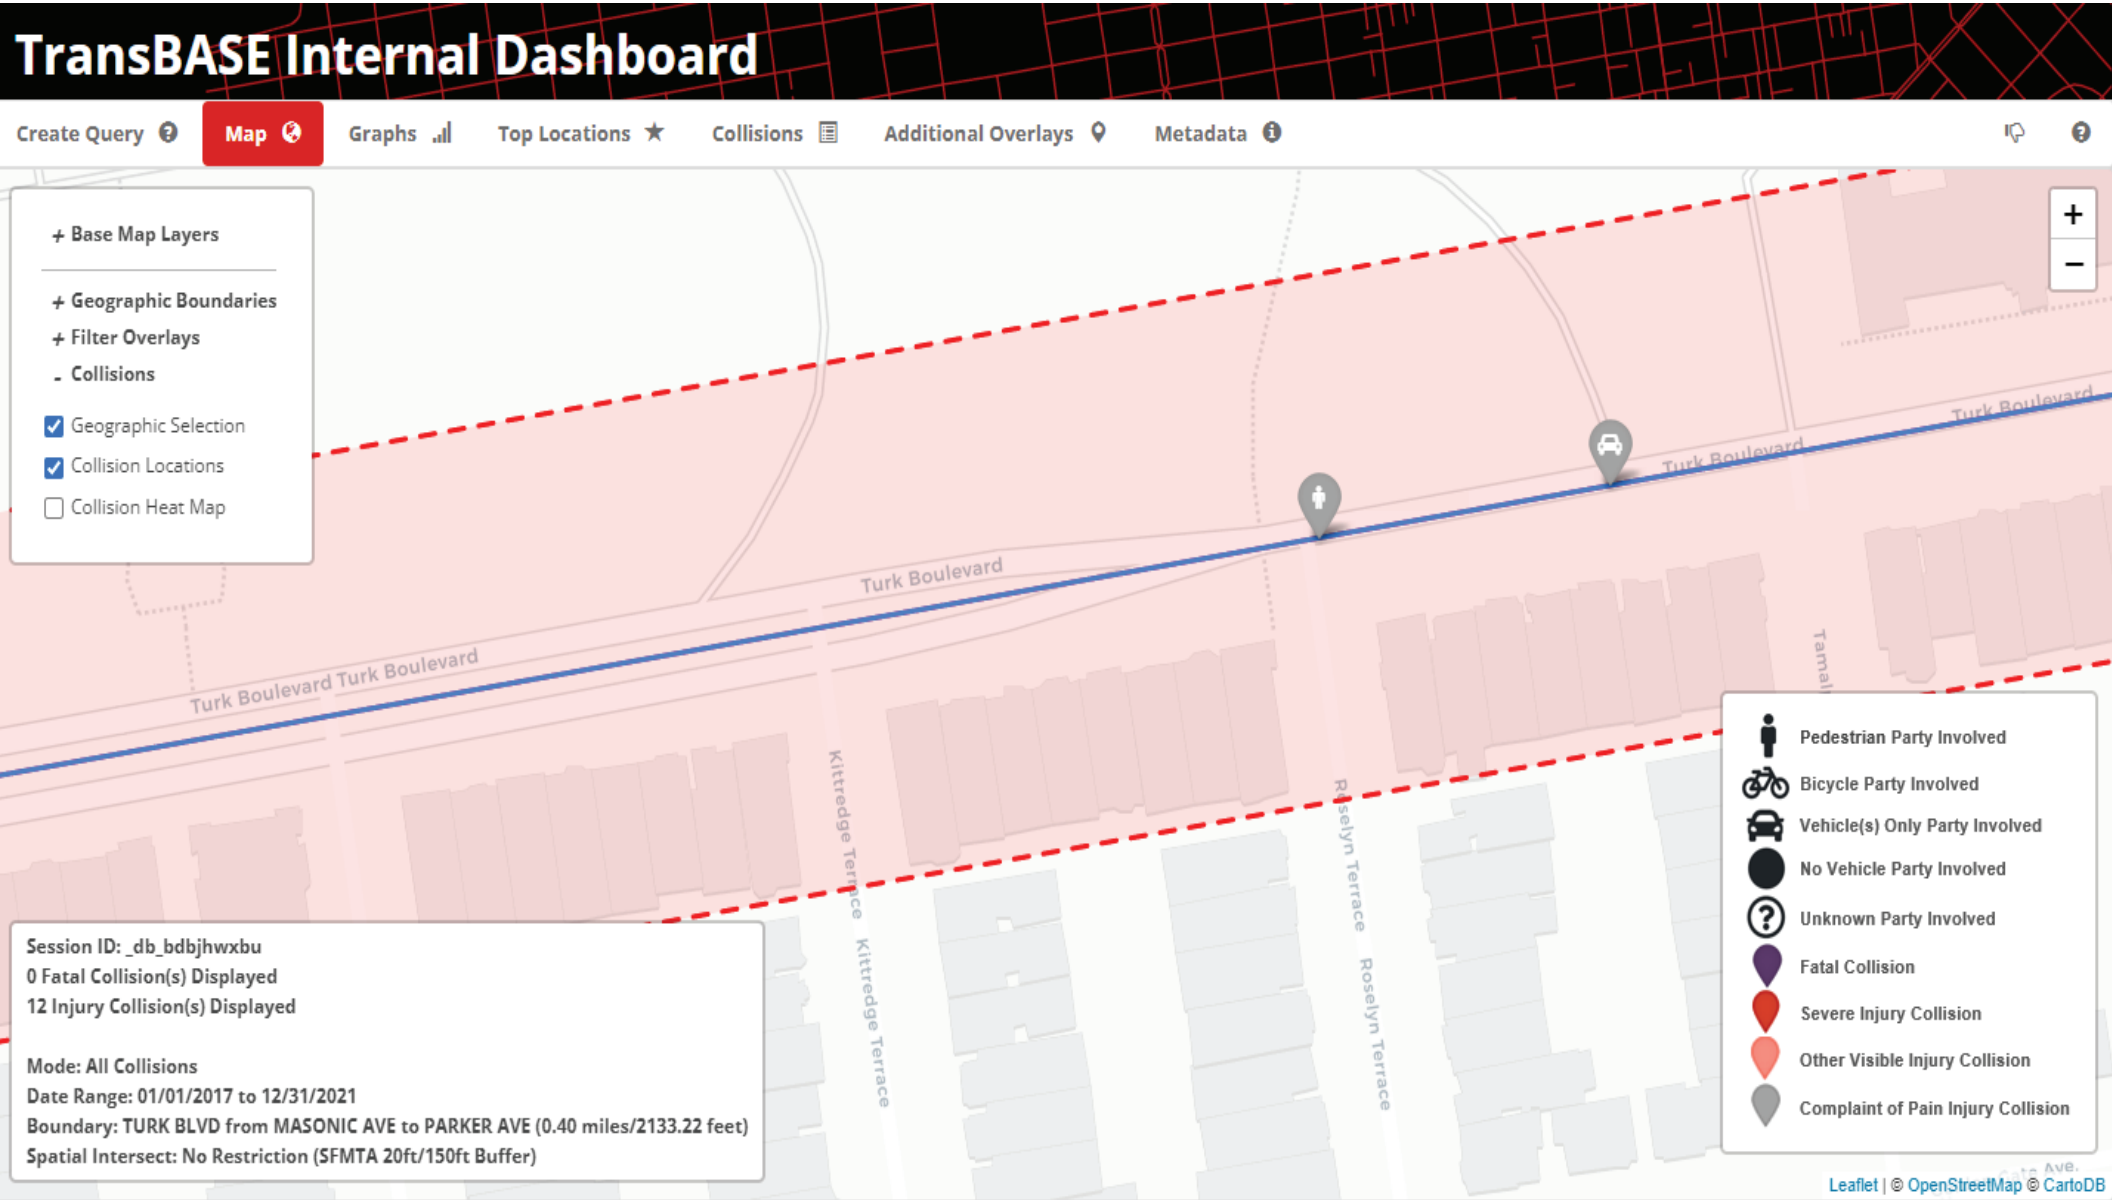 TransBASE Internal Dashboard
Create Query ?
Map
Graphs
Top Locations
Collisions
Additional Overlays
Metadata
?
+ Base Map Layers
+ Geographic Boundaries
+ Filter Overlays
- Collisions
Geographic Selection
Collision Locations
Collision Heat Map
+
−
Turk Boulevard
Turk Boulevard
Turk Boulevard
Turk Boulevard Turk Boulevard
Kittredge Terrace
Kittredge Terrace
Roselyn Terrace
Roselyn Terrace
Tamal
Session ID: _db_bdbjhwxbu
0 Fatal Collision(s) Displayed
12 Injury Collision(s) Displayed
Mode: All Collisions
Date Range: 01/01/2017 to 12/31/2021
Boundary: TURK BLVD from MASONIC AVE to PARKER AVE (0.40 miles/2133.22 feet)
Spatial Intersect: No Restriction (SFMTA 20ft/150ft Buffer)
Pedestrian Party Involved
Bicycle Party Involved
Vehicle(s) Only Party Involved
No Vehicle Party Involved
? Unknown Party Involved
Fatal Collision
Severe Injury Collision
Other Visible Injury Collision
Complaint of Pain Injury Collision
Ave.
Leaflet | © OpenStreetMap © CartoDB